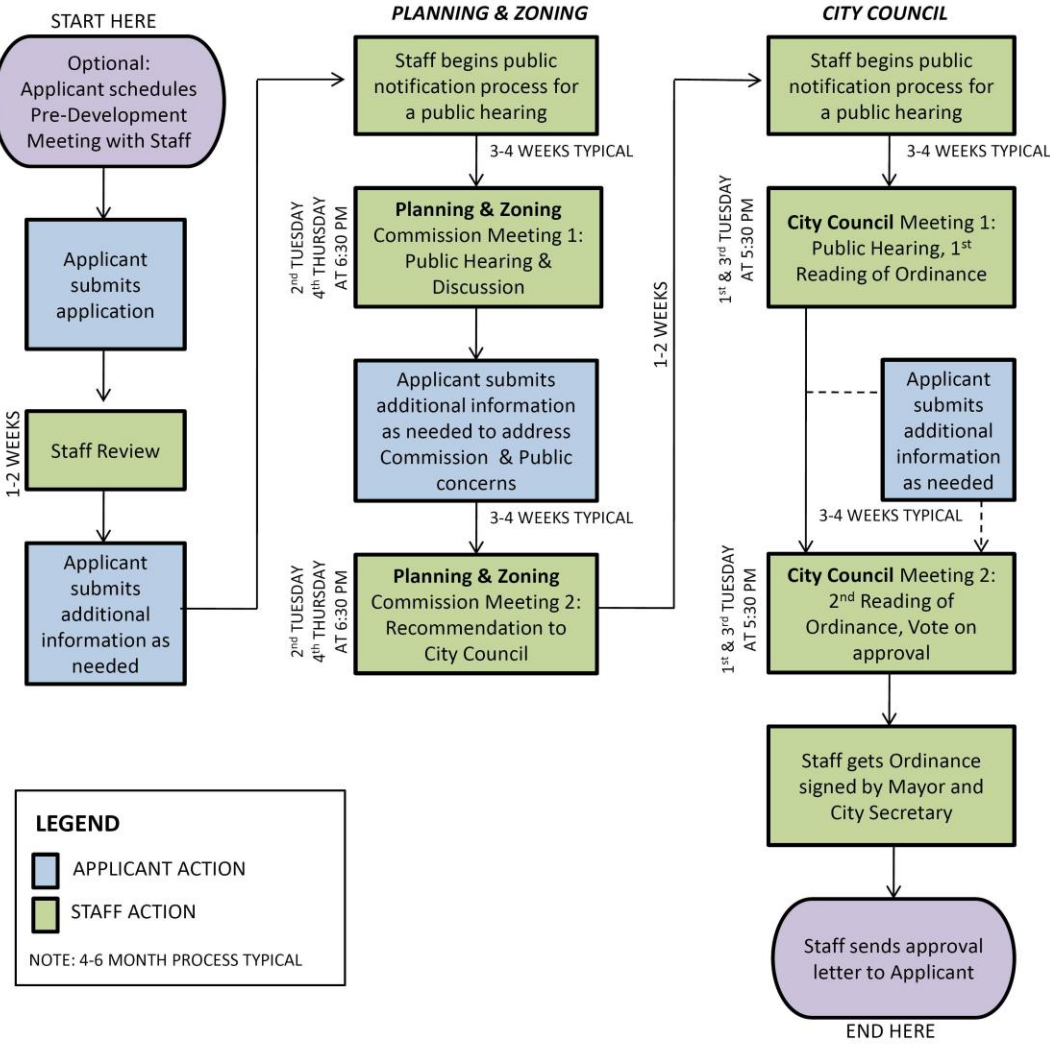 START HERE
Optional:
Applicant schedules
Pre-Development
Meeting with Staff
Applicant
submits
application
1-2 WEEKS
Staff Review
Applicant
submits
additional
information as
needed
PLANNING & ZONING
Staff begins public
notification process for
a public hearing
3-4 WEEKS TYPICAL
2nd TUESDAY
4th THURSDAY
AT 6:30 PM
Planning & Zoning
Commission Meeting 1:
Public Hearing &
Discussion
Applicant submits
additional information
as needed to address
Commission & Public
concerns
3-4 WEEKS TYPICAL
2nd TUESDAY
4th THURSDAY
AT 6:30 PM
Planning & Zoning
Commission Meeting 2:
Recommendation to
City Council
1-2 WEEKS
CITY COUNCIL
Staff begins public
notification process for
a public hearing
3-4 WEEKS TYPICAL
1st & 3rd TUESDAY
AT 5:30 PM
City Council Meeting 1:
Public Hearing, 1st
Reading of Ordinance
Applicant
submits
additional
information
as needed
3-4 WEEKS TYPICAL
1st & 3rd TUESDAY
AT 5:30 PM
City Council Meeting 2:
2nd Reading of
Ordinance, Vote on
approval
Staff gets Ordinance
signed by Mayor and
City Secretary
Staff sends approval
letter to Applicant
END HERE
LEGEND
APPLICANT ACTION
STAFF ACTION
NOTE: 4-6 MONTH PROCESS TYPICAL